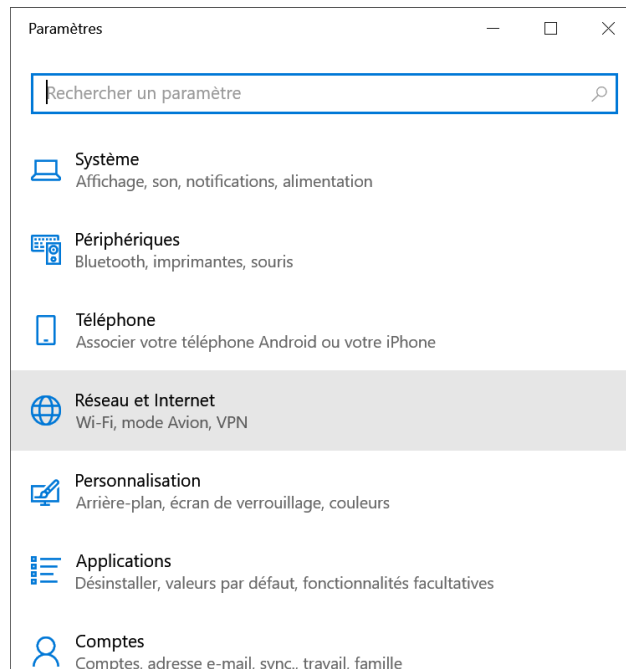 Paramètres
Rechercher un paramètre
Système
Affichage, son, notifications, alimentation
Périphériques
Bluetooth, imprimantes, souris
Téléphone
Associer votre téléphone Android ou votre iPhone
Réseau et Internet
Wi-Fi, mode Avion, VPN
Personnalisation
Arrière-plan, écran de verrouillage, couleurs
Applications
Désinstaller, valeurs par défaut, fonctionnalités facultatives
Comptes
Comptes, adresse e-mail, sync., travail, famille